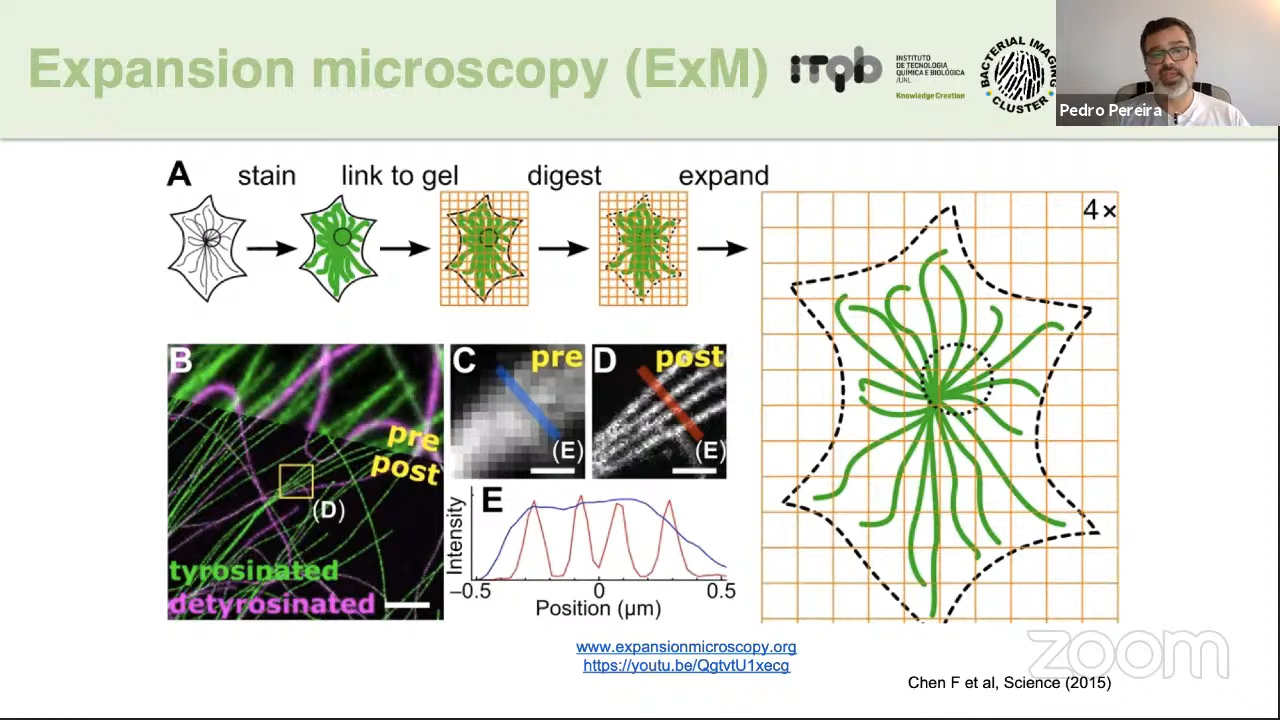 Expansion microscopy (ExM)
iTqb
INSTITUTO
DE TECNOLOGIA
QUÍMICA E BIOLÓGICA
/UNL
Knowledge Creation
BACTERIAL IMAGING
CLUSTER
Pedro Pereira
A stain link to gel digest expand
4×
B
pre
post
(D)
tyrosinated
detyrosinated
C pre
(E)
D post
(E)
E
Intensity
−0.5 0 0.5
Position (µm)
www.expansionmicroscopy.org
https://youtu.be/QgtvtU1xecg
zoom
Chen F et al, Science (2015)